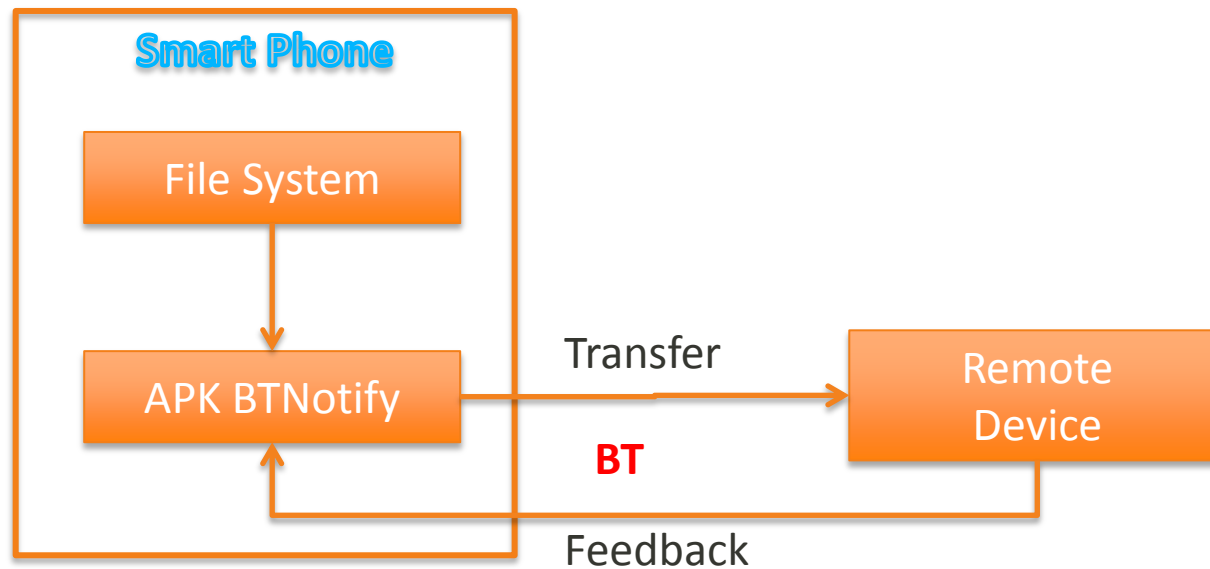 Smart Phone
File System
APK BTNotify
Transfer
BT
Feedback
Remote
Device